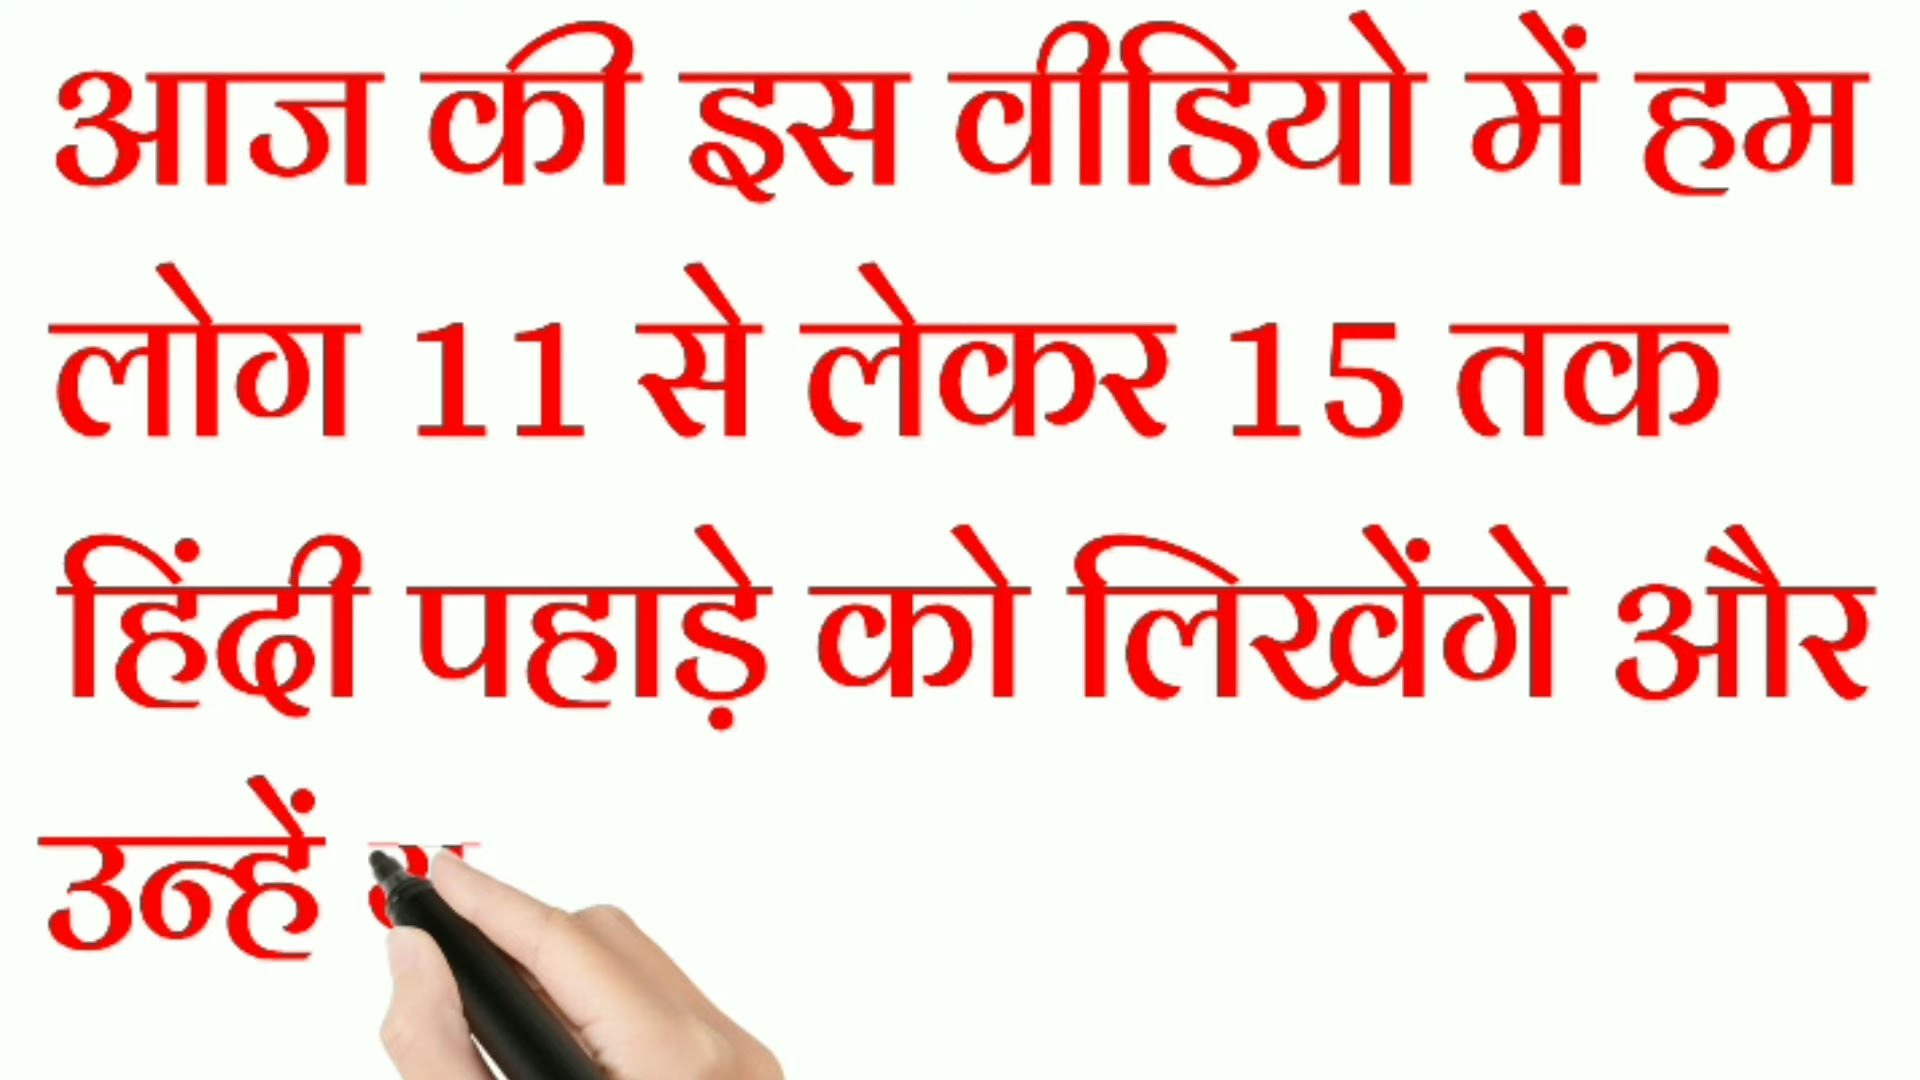 आज की इस वीडियो में हम
लोग 11 से लेकर 15 तक
हिंदी पहाड़े को लिखेंगे और
उन्हें